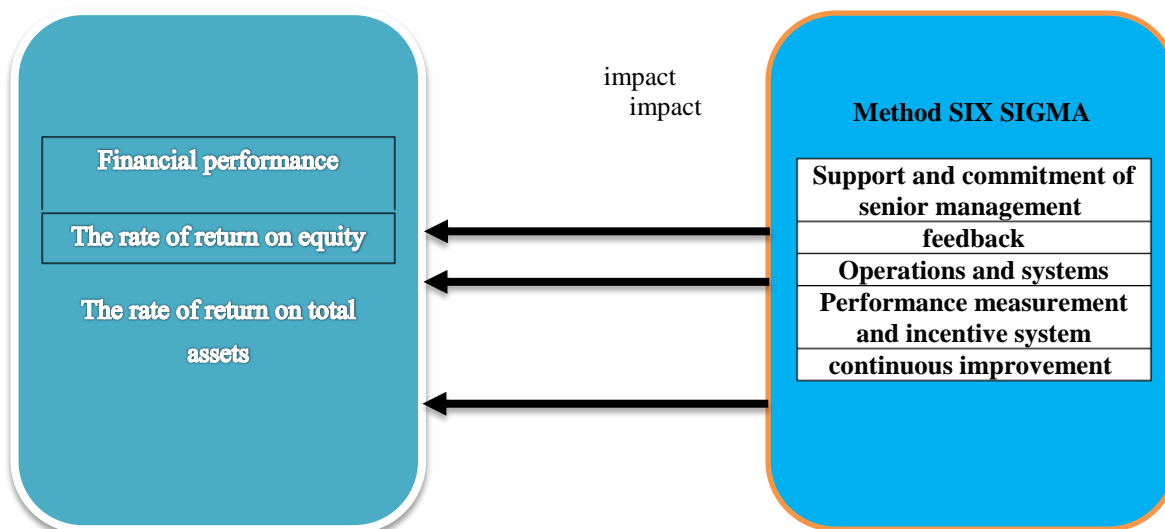 Financial performance
The rate of return on equity
The rate of return on total
assets
impact
impact
Method SIX SIGMA
Support and commitment of
senior management
feedback
Operations and systems
Performance measurement
and incentive system
continuous improvement